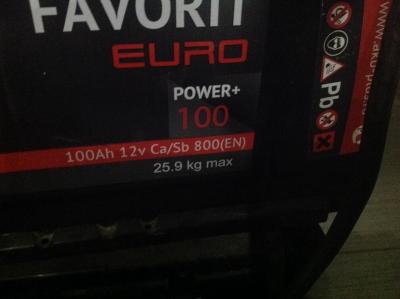 FAVORIT
EURO
POWER+
100
100Ah 12v Ca/Sb 800(EN)
25.9 kg max
Pb